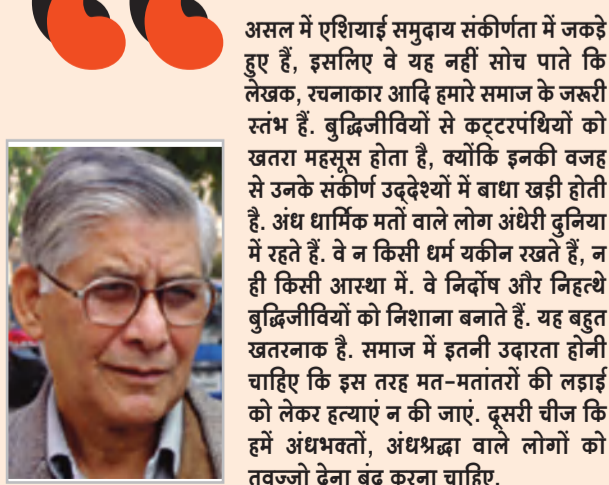 असल में एशियाई समुदाय संकीर्णता में जकड़े
हुए हैं, इसलिए वे यह नहीं सोच पाते कि
लेखक, रचनाकार आदि हमारे समाज के जरूरी
स्तंभ हैं. बुद्धिजीवियों से कट्टरपंथियों को
खतरा महसूस होता है, क्योंकि इनकी वजह
से उनके संकीर्ण उद्देश्यों में बाधा खड़ी होती
है. अंध धार्मिक मतों वाले लोग अंधेरी दुनिया
में रहते हैं. वे न किसी धर्म यकीन रखते हैं, न
ही किसी आस्था में. वे निर्दोष और निहत्थे
बुद्धिजीवियों को निशाना बनाते हैं. यह बहुत
खतरनाक है. समाज में इतनी उदारता होनी
चाहिए कि इस तरह मत-मतांतरों की लड़ाई
को लेकर हत्याएं न की जाएं. दूसरी चीज कि
हमें अंधभक्तों, अंधश्रद्धा वाले लोगों को
तवज्जो देना बंद करना चाहिए.